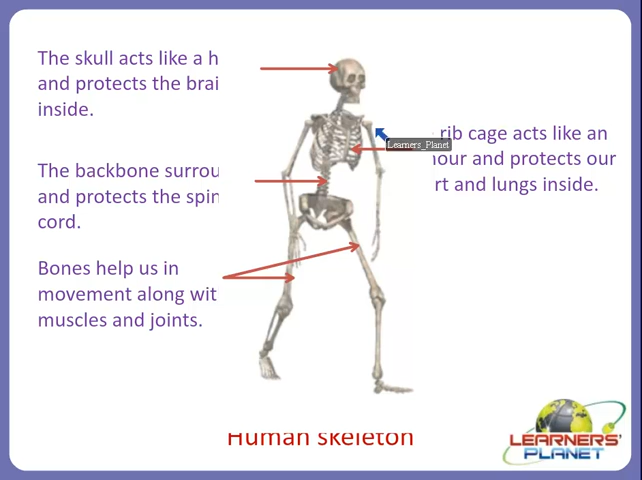 The skull acts like a h
and protects the brai
inside.
The backbone surrou
and protects the spin
cord.
Bones help us in
movement along wit
muscles and joints.
rib cage acts like an
our and protects our
rt and lungs inside.
Learners_Planet
Human skeleton
LEARNERS'
PLANET